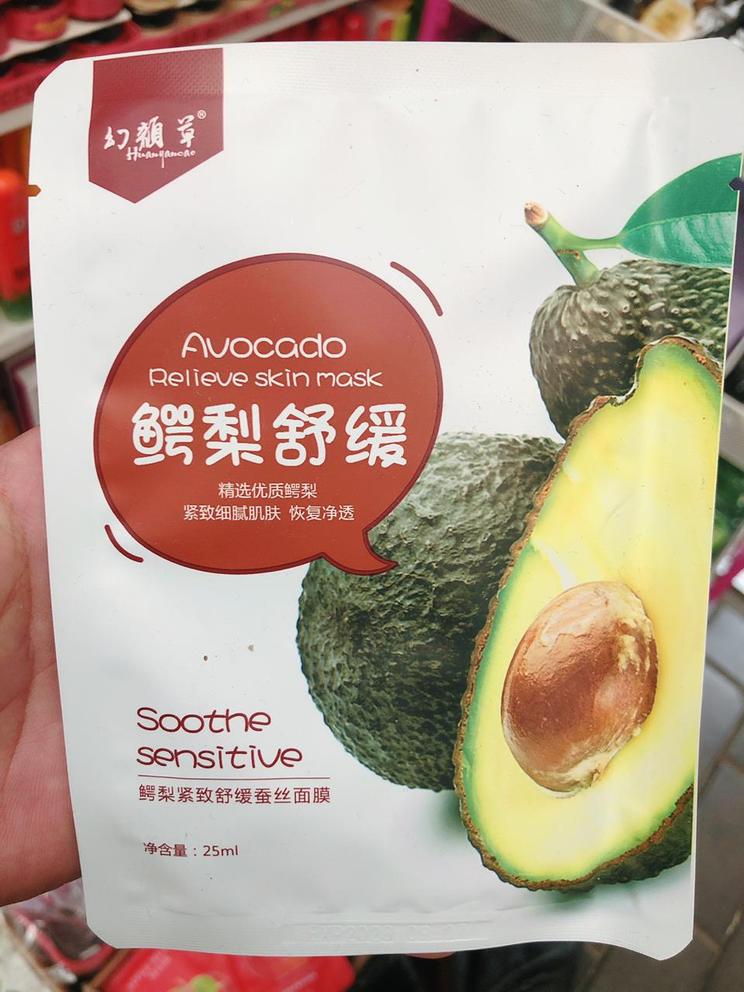 幻颜草®
Huanyancao
Avocado
Relieve skin mask
鳄梨舒缓
精选优质鳄梨
紧致细腻肌肤 恢复净透
Soothe
sensitive
鳄梨紧致舒缓蚕丝面膜
净含量：25ml